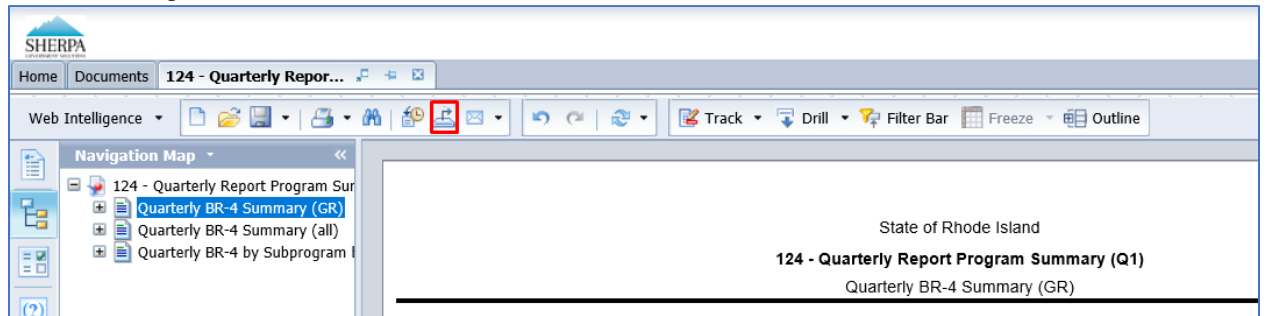 SHERPA
Home Documents 124 - Quarterly Repor...
Web Intelligence Track Drill Filter Bar Freeze Outline
Navigation Map
124 - Quarterly Report Program Sur
Quarterly BR-4 Summary (GR)
Quarterly BR-4 Summary (all)
Quarterly BR-4 by Subprogram
State of Rhode Island
124 - Quarterly Report Program Summary (Q1)
Quarterly BR-4 Summary (GR)